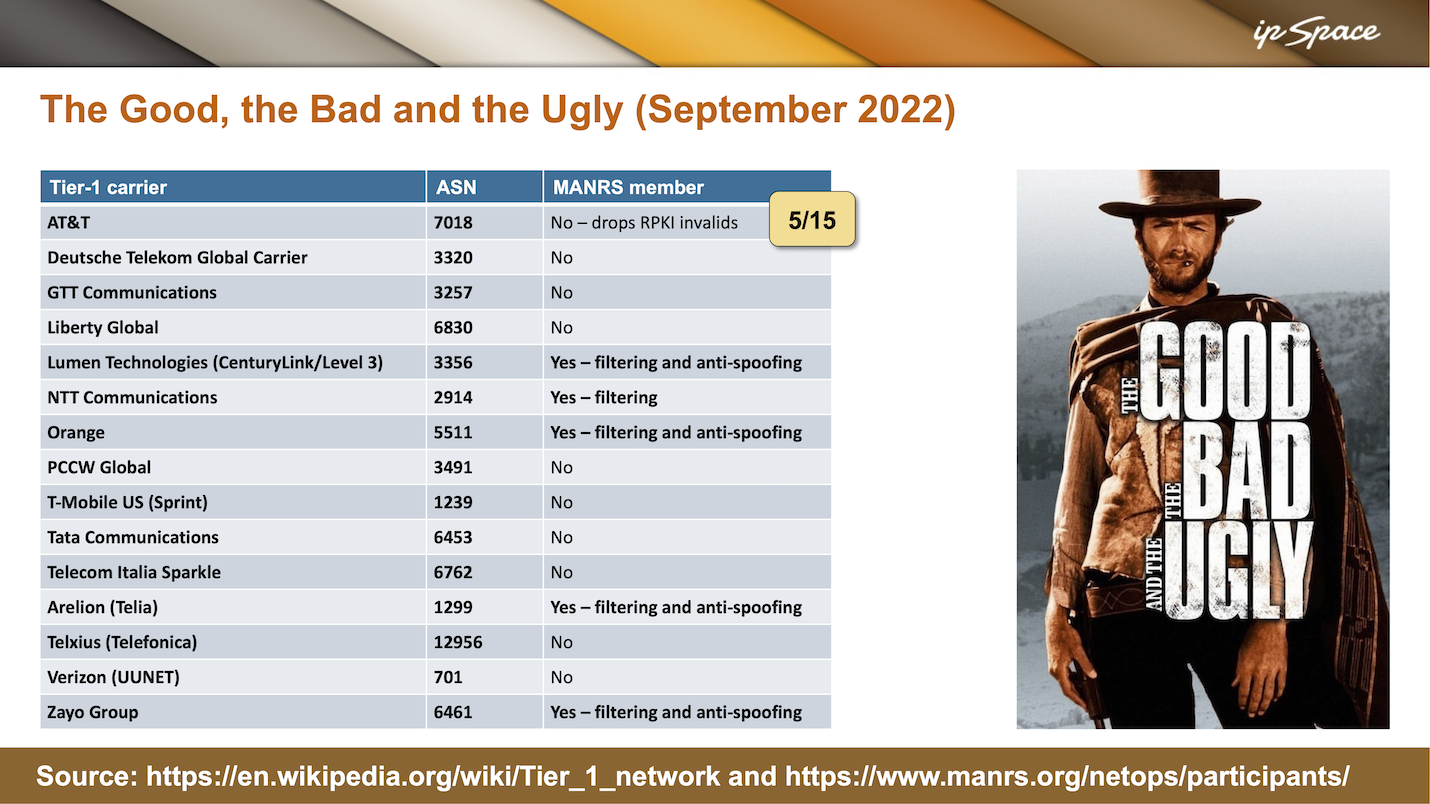 ip Space
The Good, the Bad and the Ugly (September 2022)
Tier-1 carrier ASN MANRS member
5/15
AT&T 7018 No – drops RPKI invalids
Deutsche Telekom Global Carrier 3320 No
GTT Communications 3257 No
Liberty Global 6830 No
Lumen Technologies (CenturyLink/Level 3) 3356 Yes – filtering and anti-spoofing
NTT Communications 2914 Yes – filtering
Orange 5511 Yes – filtering and anti-spoofing
PCCW Global 3491 No
T-Mobile US (Sprint) 1239 No
Tata Communications 6453 No
Telecom Italia Sparkle 6762 No
Arelion (Telia) 1299 Yes – filtering and anti-spoofing
Telxius (Telefonica) 12956 No
Verizon (UUNET) 701 No
Zayo Group 6461 Yes – filtering and anti-spoofing
THE GOOD
THE BAD
AND THE UGLY
Source: https://en.wikipedia.org/wiki/Tier_1_network and https://www.manrs.org/netops/participants/